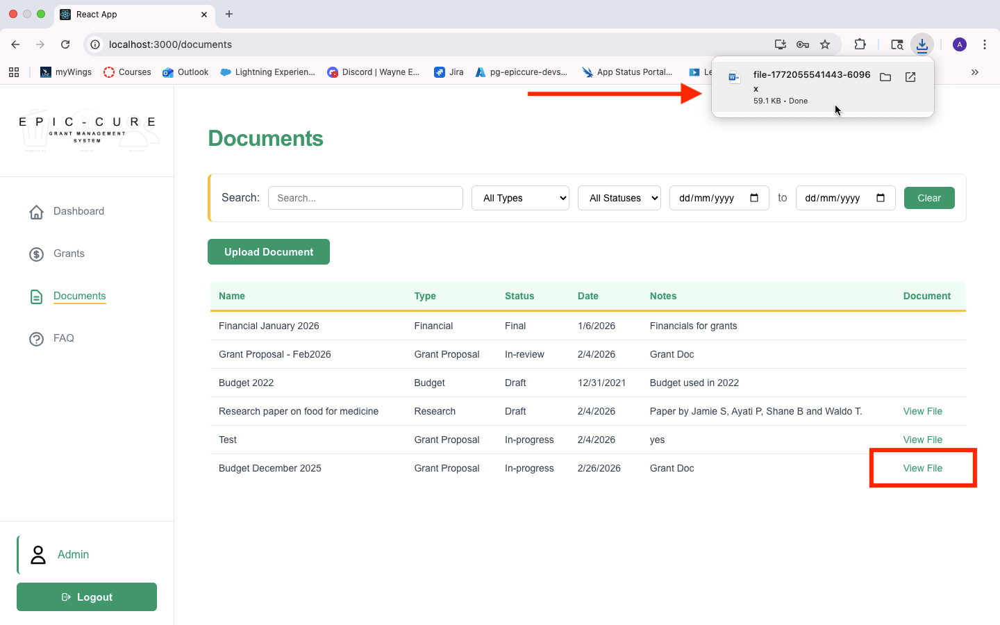 React App
localhost:3000/documents
A
myWings
Courses
Outlook
Lightning Experien...
Discord | Wayne E...
Jira
pg-epiccure-devs...
App Status Portal...
Le
file-1772055541443-6096
x
59.1 KB • Done
EPIC-CURE
GRANT MANAGEMENT
SYSTEM
Dashboard
Grants
Documents
FAQ
Admin
Logout
Documents
Search: Search... All Types All Statuses dd/mm/yyyy to dd/mm/yyyy Clear
Upload Document
Name Type Status Date Notes Document
Financial January 2026 Financial Final 1/6/2026 Financials for grants
Grant Proposal - Feb2026 Grant Proposal In-review 2/4/2026 Grant Doc
Budget 2022 Budget Draft 12/31/2021 Budget used in 2022
Research paper on food for medicine Research Draft 2/4/2026 Paper by Jamie S, Ayati P, Shane B and Waldo T. View File
Test Grant Proposal In-progress 2/4/2026 yes View File
Budget December 2025 Grant Proposal In-progress 2/26/2026 Grant Doc View File